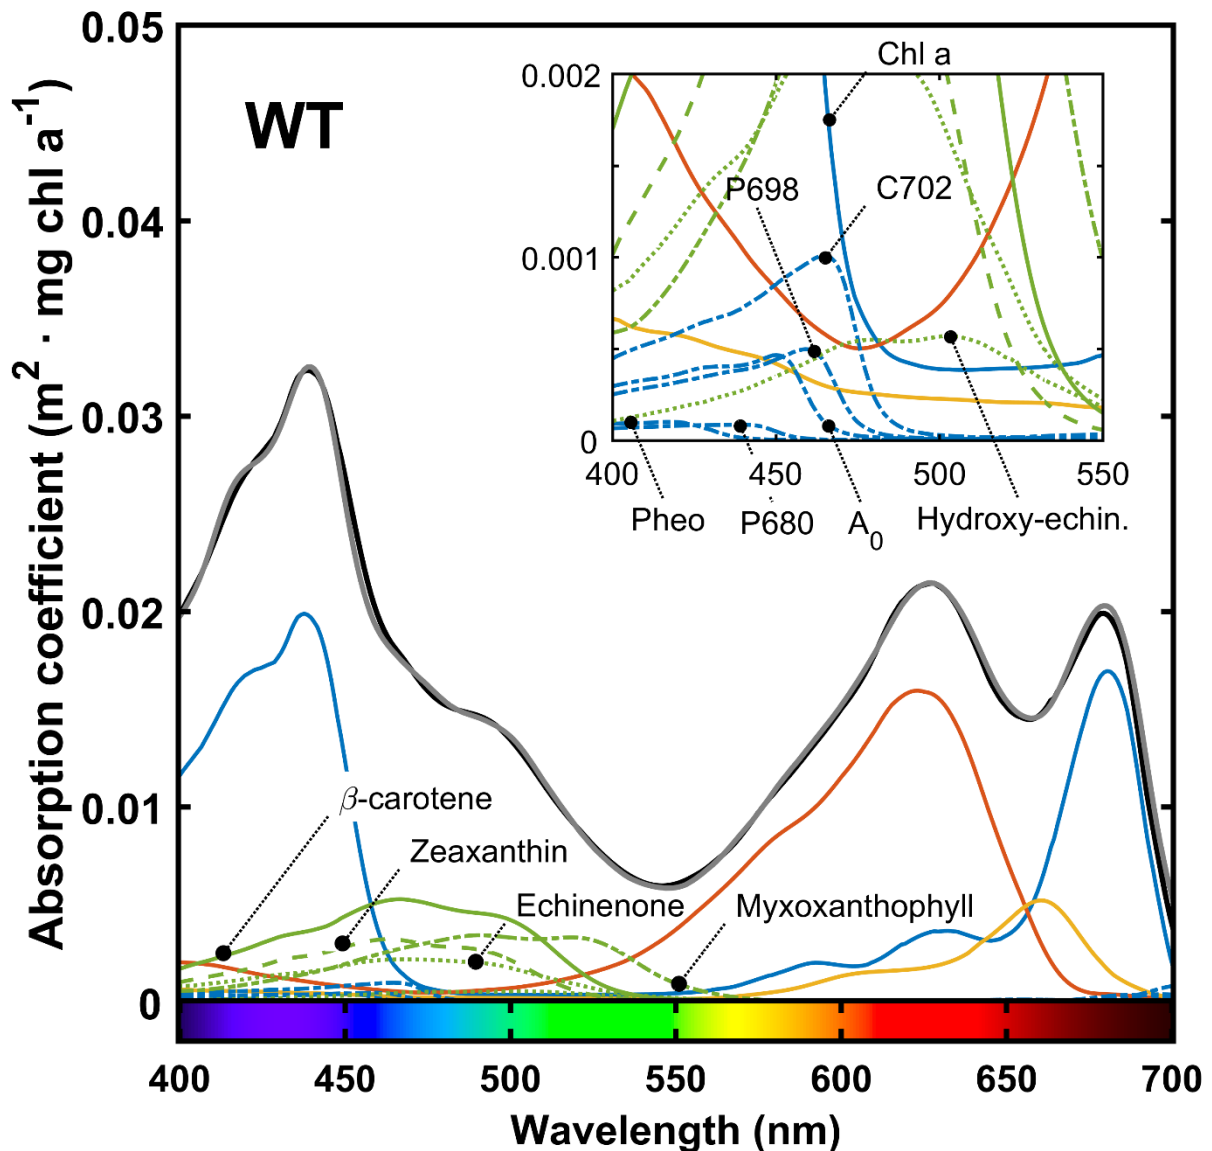 Absorption coefficient (m² · mg chl a⁻¹)
0.05
0.04
0.03
0.02
0.01
0
WT
0.002
0.001
0
400 450 500 550
Chl a
P698
C702
Pheo
P680
A₀
Hydroxy-echin.
β-carotene
Zeaxanthin
Echinenone
Myxoxanthophyll
400 450 500 550 600 650 700
Wavelength (nm)